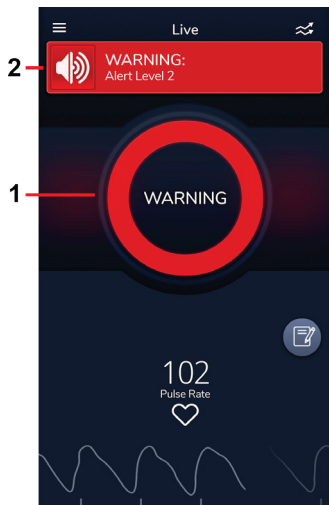 Live
2
WARNING:
Alert Level 2
1
WARNING
102
Pulse Rate